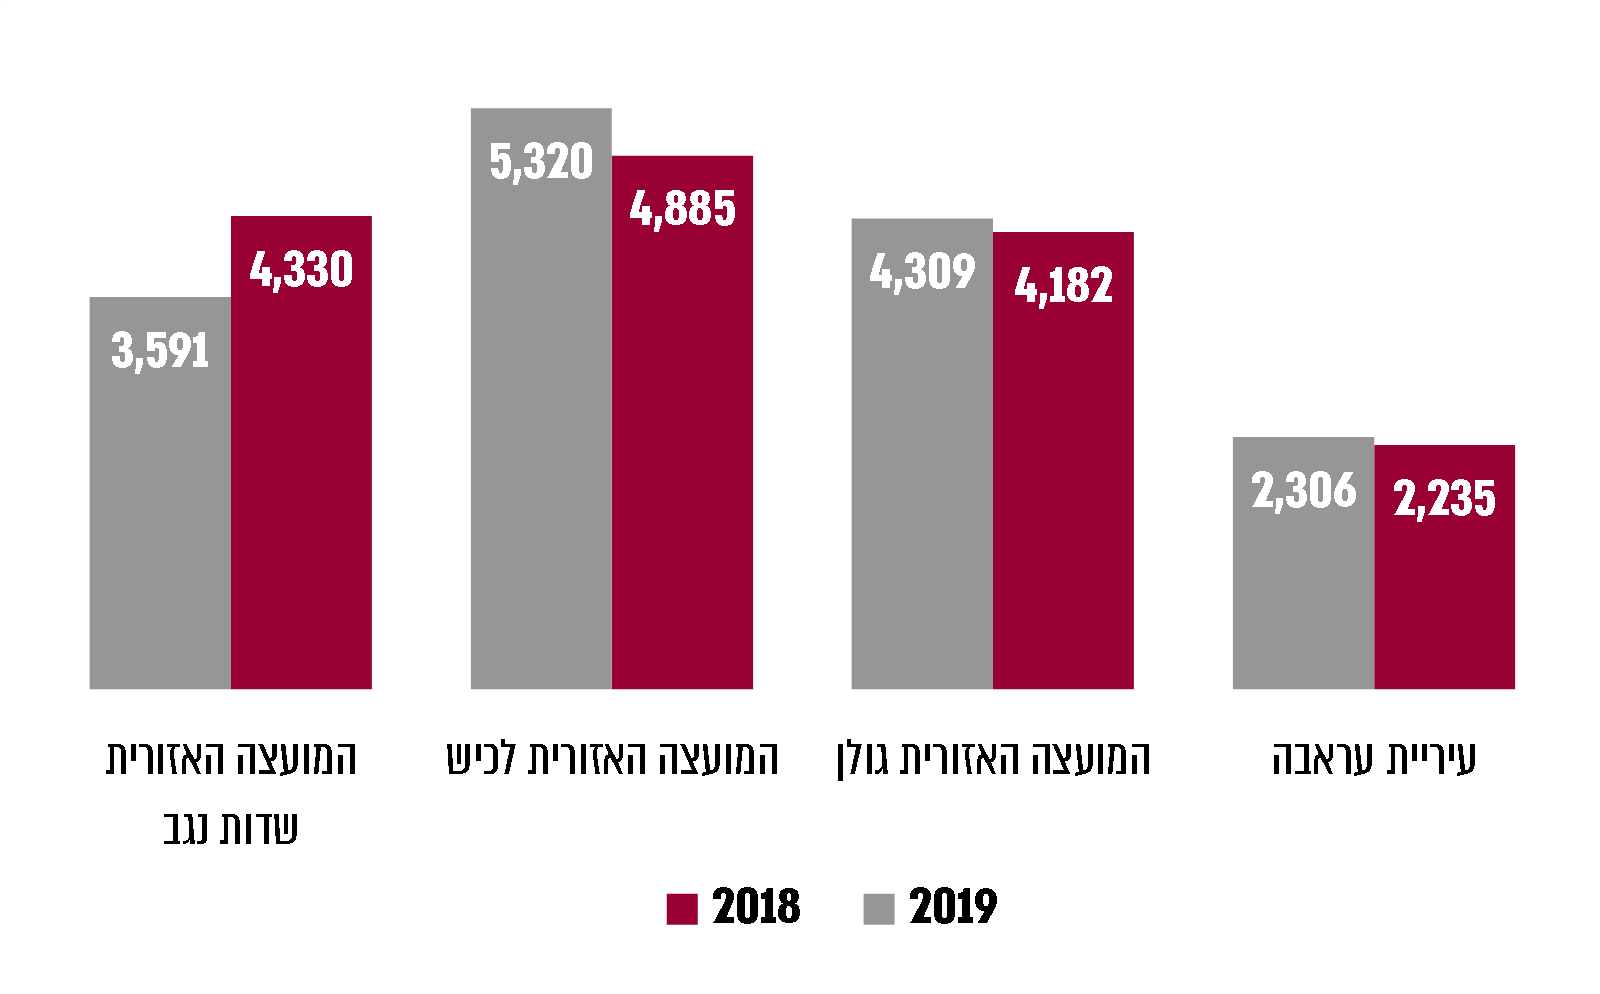 5,320
4,885
4,330
4,309
4,182
3,591
2,306
2,235
עיריית עראבה
המועצה האזורית גולן
המועצה האזורית לכיש
המועצה האזורית
שדות נגב
2018
2019